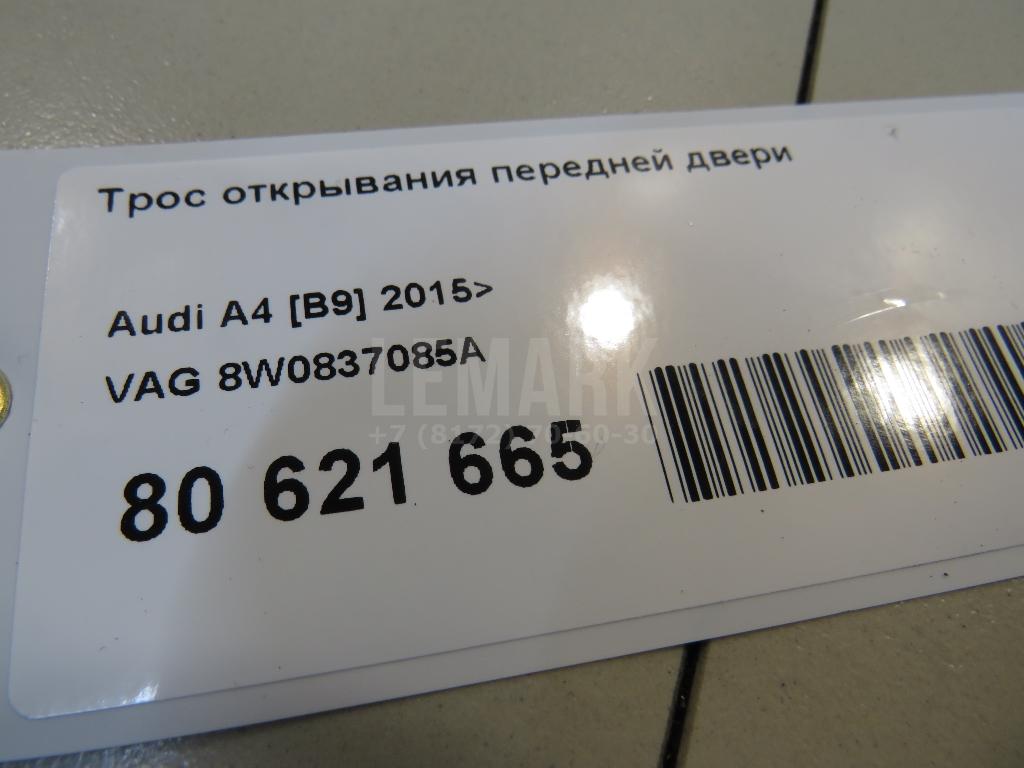 Трос открывания передней двери
Audi A4 [B9] 2015>
VAG 8W0837085A
LEMARK
80 621 665